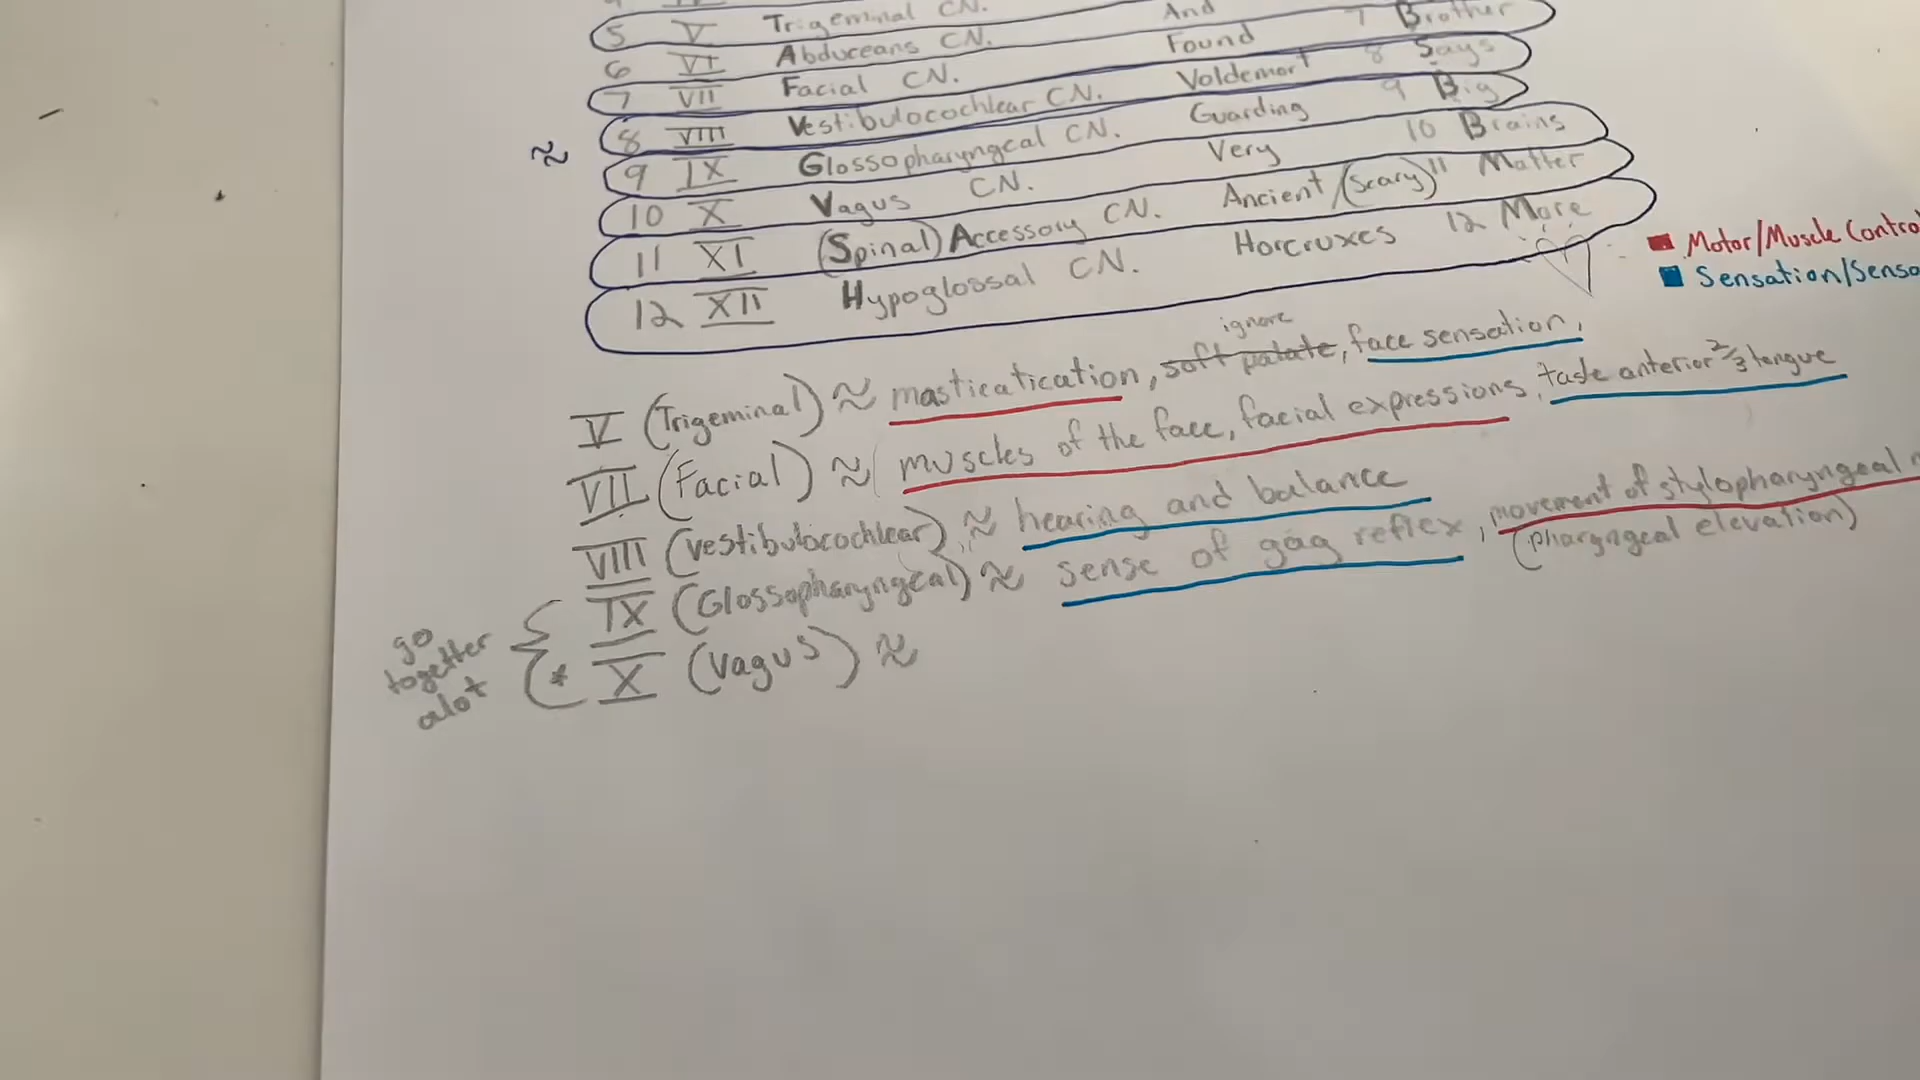 5 V Trigeminal CN. And 7 Brother
6 VI Abduceans CN. Found 8 Says
7 VII Facial CN. Voldemort 9 Big
8 VIII Vestibulocochlear CN. Guarding 10 Brains
≈ 9 IX Glossopharyngeal CN. Very 11 Matter
10 X Vagus CN. Ancient/(scary) 12 More
11 XI (Spinal) Accessory CN. Horcruxes
12 XII Hypoglossal CN.
Motor/Muscle Contro
Sensation/Senso
ignore
V (Trigeminal) ≈ masticatication, soft palate, face sensation,
VII (Facial) ≈ muscles of the face, facial expressions, taste anterior 2/3 tongue
VIII (vestibulocochlear) ≈ hearing and balance
IX (Glossopharyngeal) ≈ sense of gag reflex, movement of stylopharyngeal
(pharyngeal elevation)
go together alot
* X (Vagus) ≈